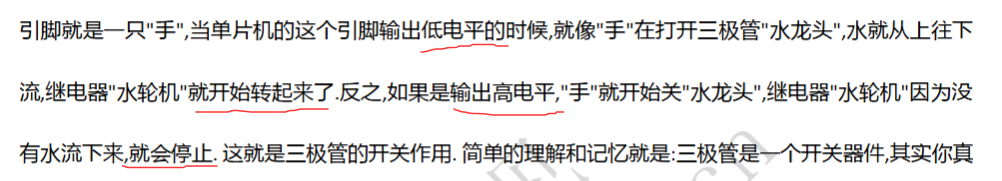 引脚就是一只"手",当单片机的这个引脚输出低电平的时候,就像"手"在打开三极管"水龙头",水就从上往下
流,继电器"水轮机"就开始转起来了.反之,如果是输出高电平,"手"就开始关"水龙头",继电器"水轮机"因为没
有水流下来,就会停止. 这就是三极管的开关作用. 简单的理解和记忆就是:三极管是一个开关器件,其实你真